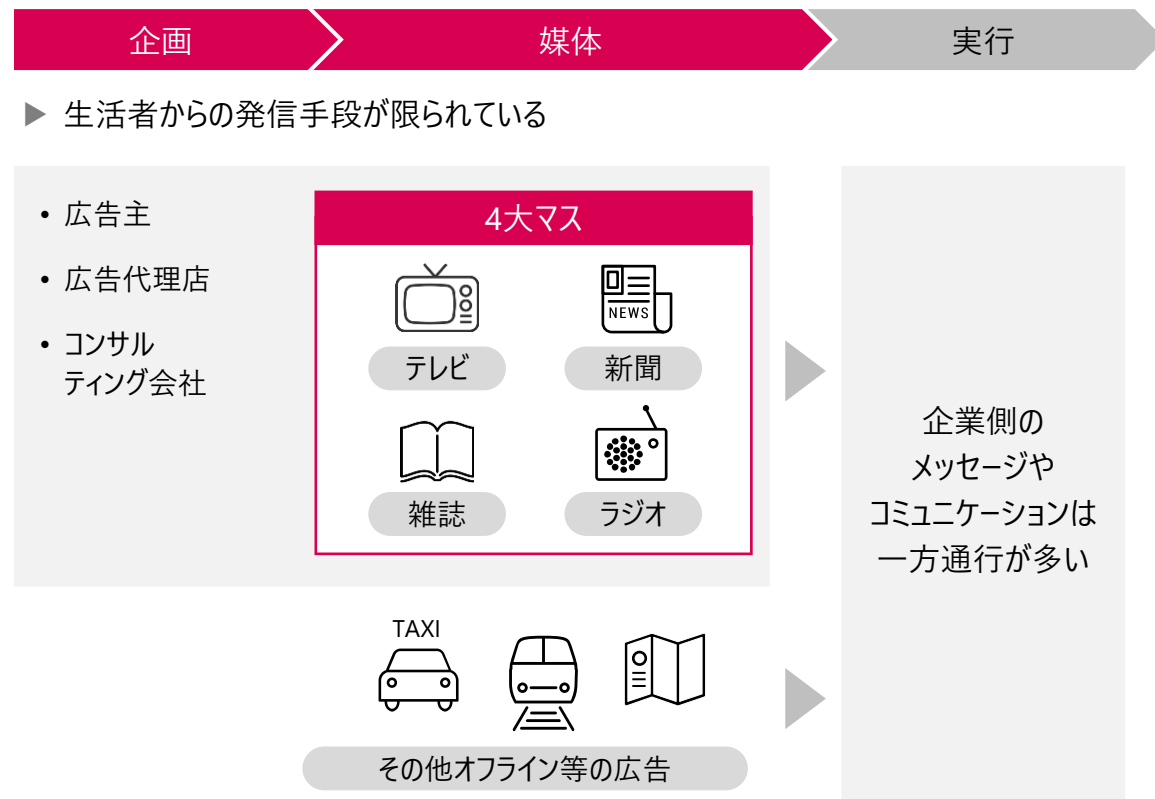 企画
媒体
実行
▶ 生活者からの発信手段が限られている
• 広告主
• 広告代理店
• コンサル
ティング会社
4大マス
NEWS
テレビ
新聞
雑誌
ラジオ
企業側の
メッセージや
コミュニケーションは
一方通行が多い
TAXI
その他オフライン等の広告